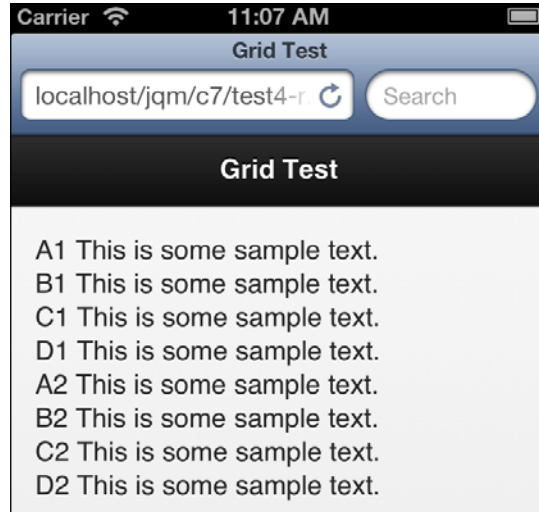 Carrier 11:07 AM
Grid Test
localhost/jqm/c7/test4-r Search
Grid Test
A1 This is some sample text.
B1 This is some sample text.
C1 This is some sample text.
D1 This is some sample text.
A2 This is some sample text.
B2 This is some sample text.
C2 This is some sample text.
D2 This is some sample text.